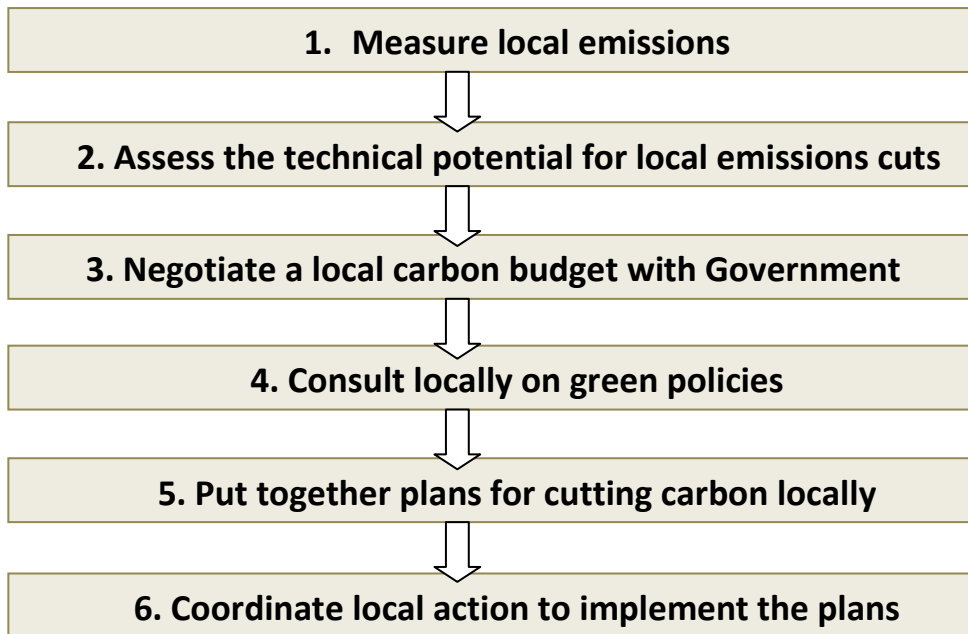 1. Measure local emissions
2. Assess the technical potential for local emissions cuts
3. Negotiate a local carbon budget with Government
4. Consult locally on green policies
5. Put together plans for cutting carbon locally
6. Coordinate local action to implement the plans